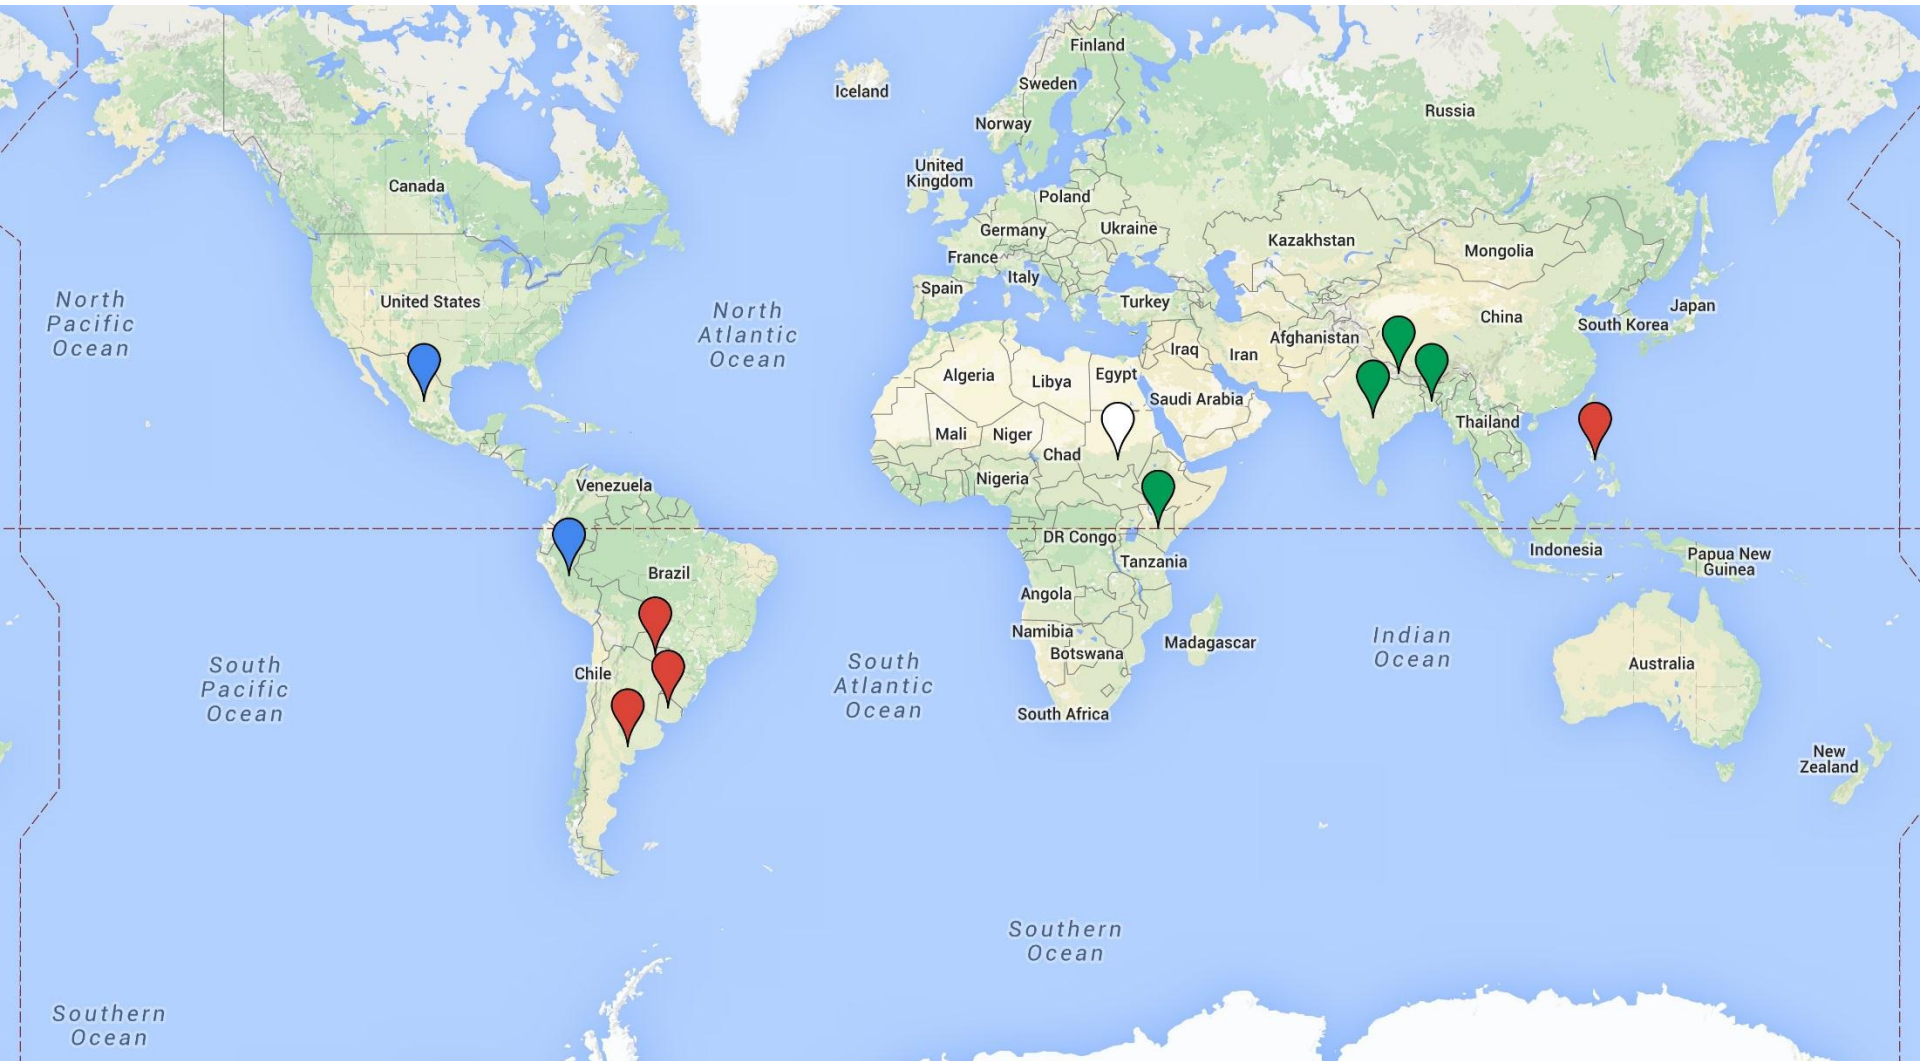 Finland
Sweden
Iceland
Russia
Norway
United
Kingdom
Canada
Poland
Ukraine
Germany
Kazakhstan
Mongolia
France
Italy
Spain
United States
Turkey
North
Pacific
Ocean
North
Atlantic
Ocean
Japan
China
South Korea
Afghanistan
Iraq
Iran
Algeria
Libya
Egypt
Saudi Arabia
Thailand
Mali
Niger
Chad
Nigeria
Venezuela
DR Congo
Indonesia
Papua New
Guinea
Tanzania
Brazil
Angola
Namibia
Madagascar
Botswana
Indian
Ocean
Australia
Chile
South
Pacific
Ocean
South
Atlantic
Ocean
South Africa
New
Zealand
Southern
Ocean
Southern
Ocean